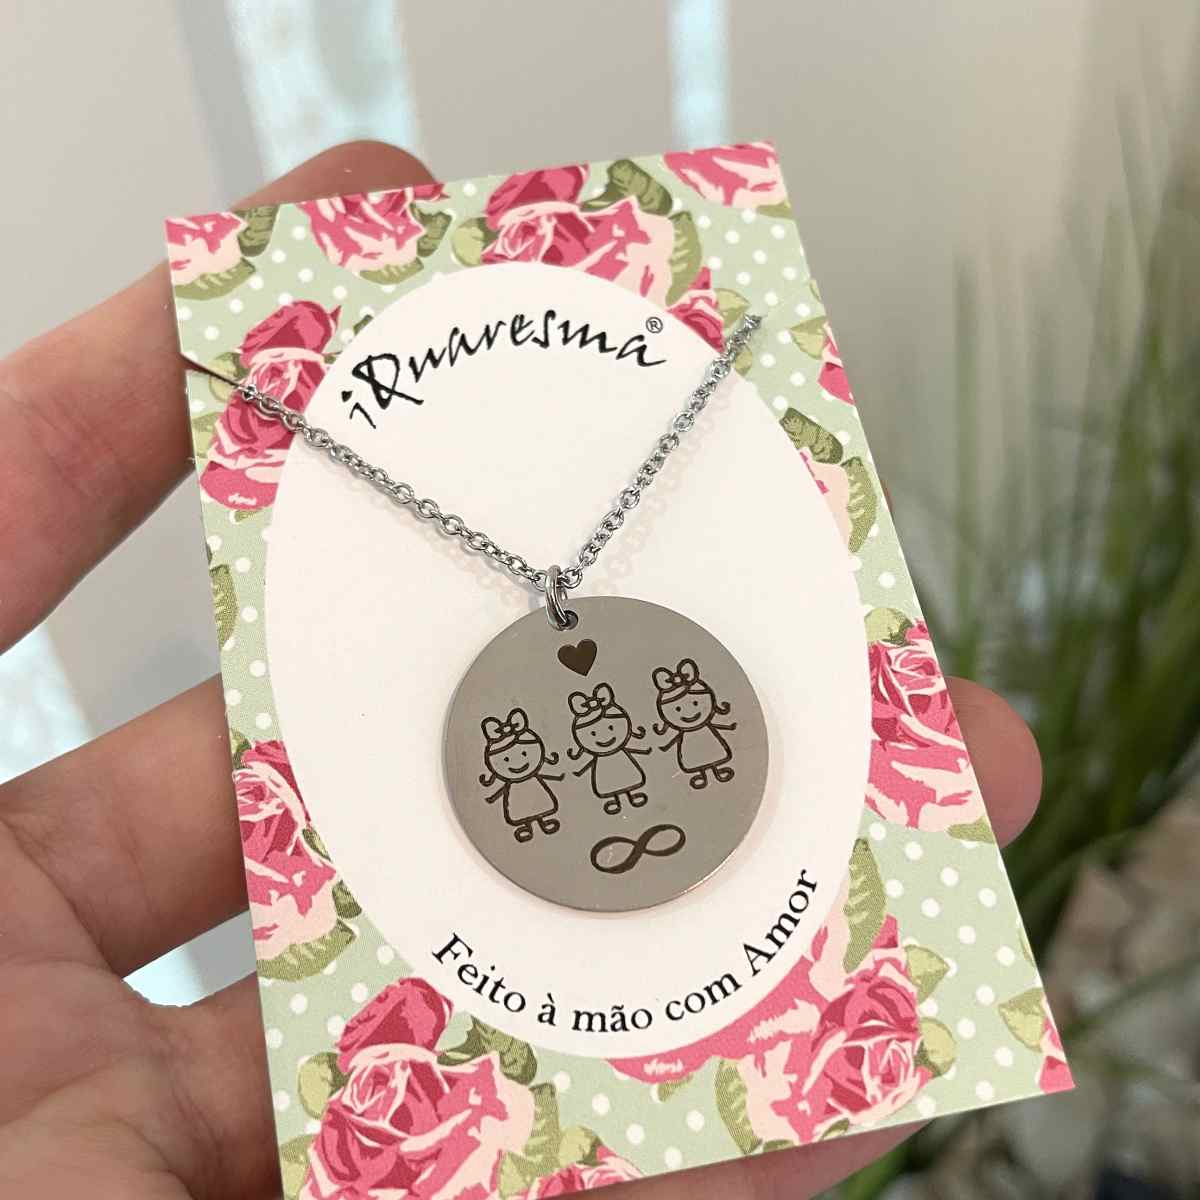 iQuaresma®
Feito à mão com Amor